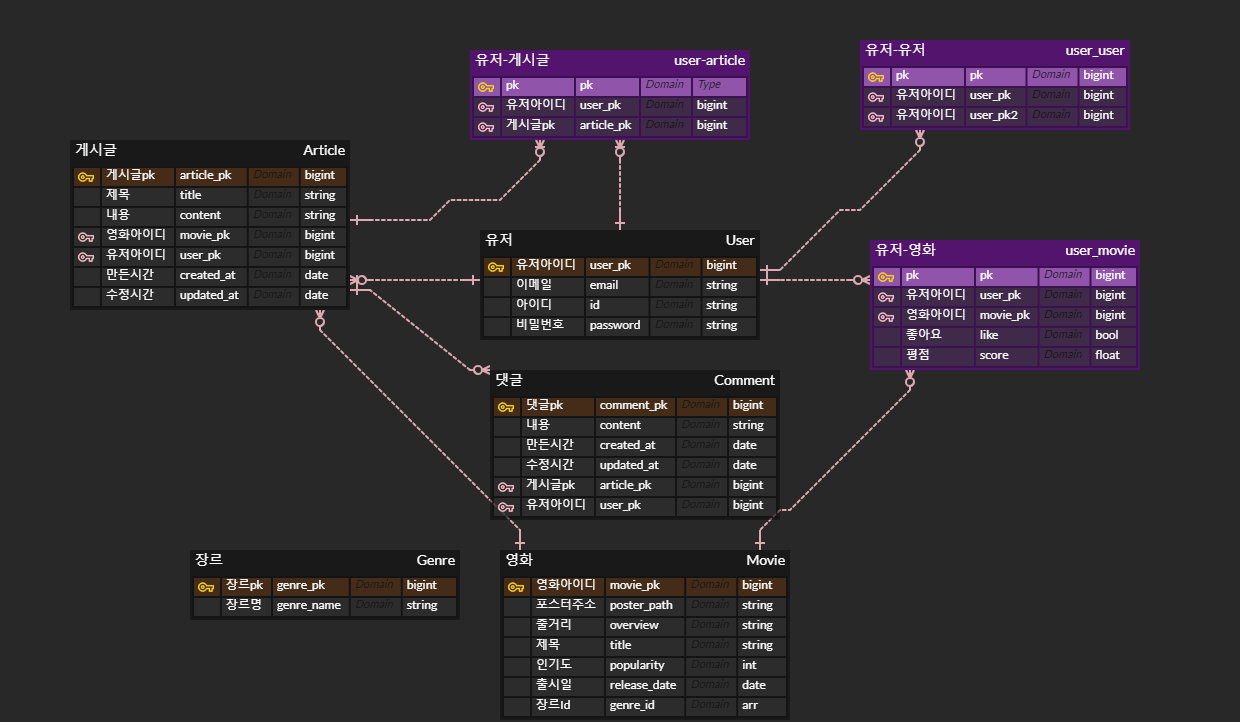 유저-게시글 user-article
pk pk Domain Type
유저아이디 user_pk Domain bigint
게시글pk article_pk Domain bigint
유저-유저 user_user
pk pk Domain bigint
유저아이디 user_pk Domain bigint
유저아이디 user_pk2 Domain bigint
게시글 Article
게시글pk article_pk Domain bigint
제목 title Domain string
내용 content Domain string
영화아이디 movie_pk Domain bigint
유저아이디 user_pk Domain bigint
만든시간 created_at Domain date
수정시간 updated_at Domain date
유저 User
유저아이디 user_pk Domain bigint
이메일 email Domain string
아이디 id Domain string
비밀번호 password Domain string
유저-영화 user_movie
pk pk Domain bigint
유저아이디 user_pk Domain bigint
영화아이디 movie_pk Domain bigint
좋아요 like Domain bool
평점 score Domain float
댓글 Comment
댓글pk comment_pk Domain bigint
내용 content Domain string
만든시간 created_at Domain date
수정시간 updated_at Domain date
게시글pk article_pk Domain bigint
유저아이디 user_pk Domain bigint
장르 Genre
장르pk genre_pk Domain bigint
장르명 genre_name Domain string
영화 Movie
영화아이디 movie_pk Domain bigint
포스터주소 poster_path Domain string
줄거리 overview Domain string
제목 title Domain string
인기도 popularity Domain int
출시일 release_date Domain date
장르Id genre_id Domain arr